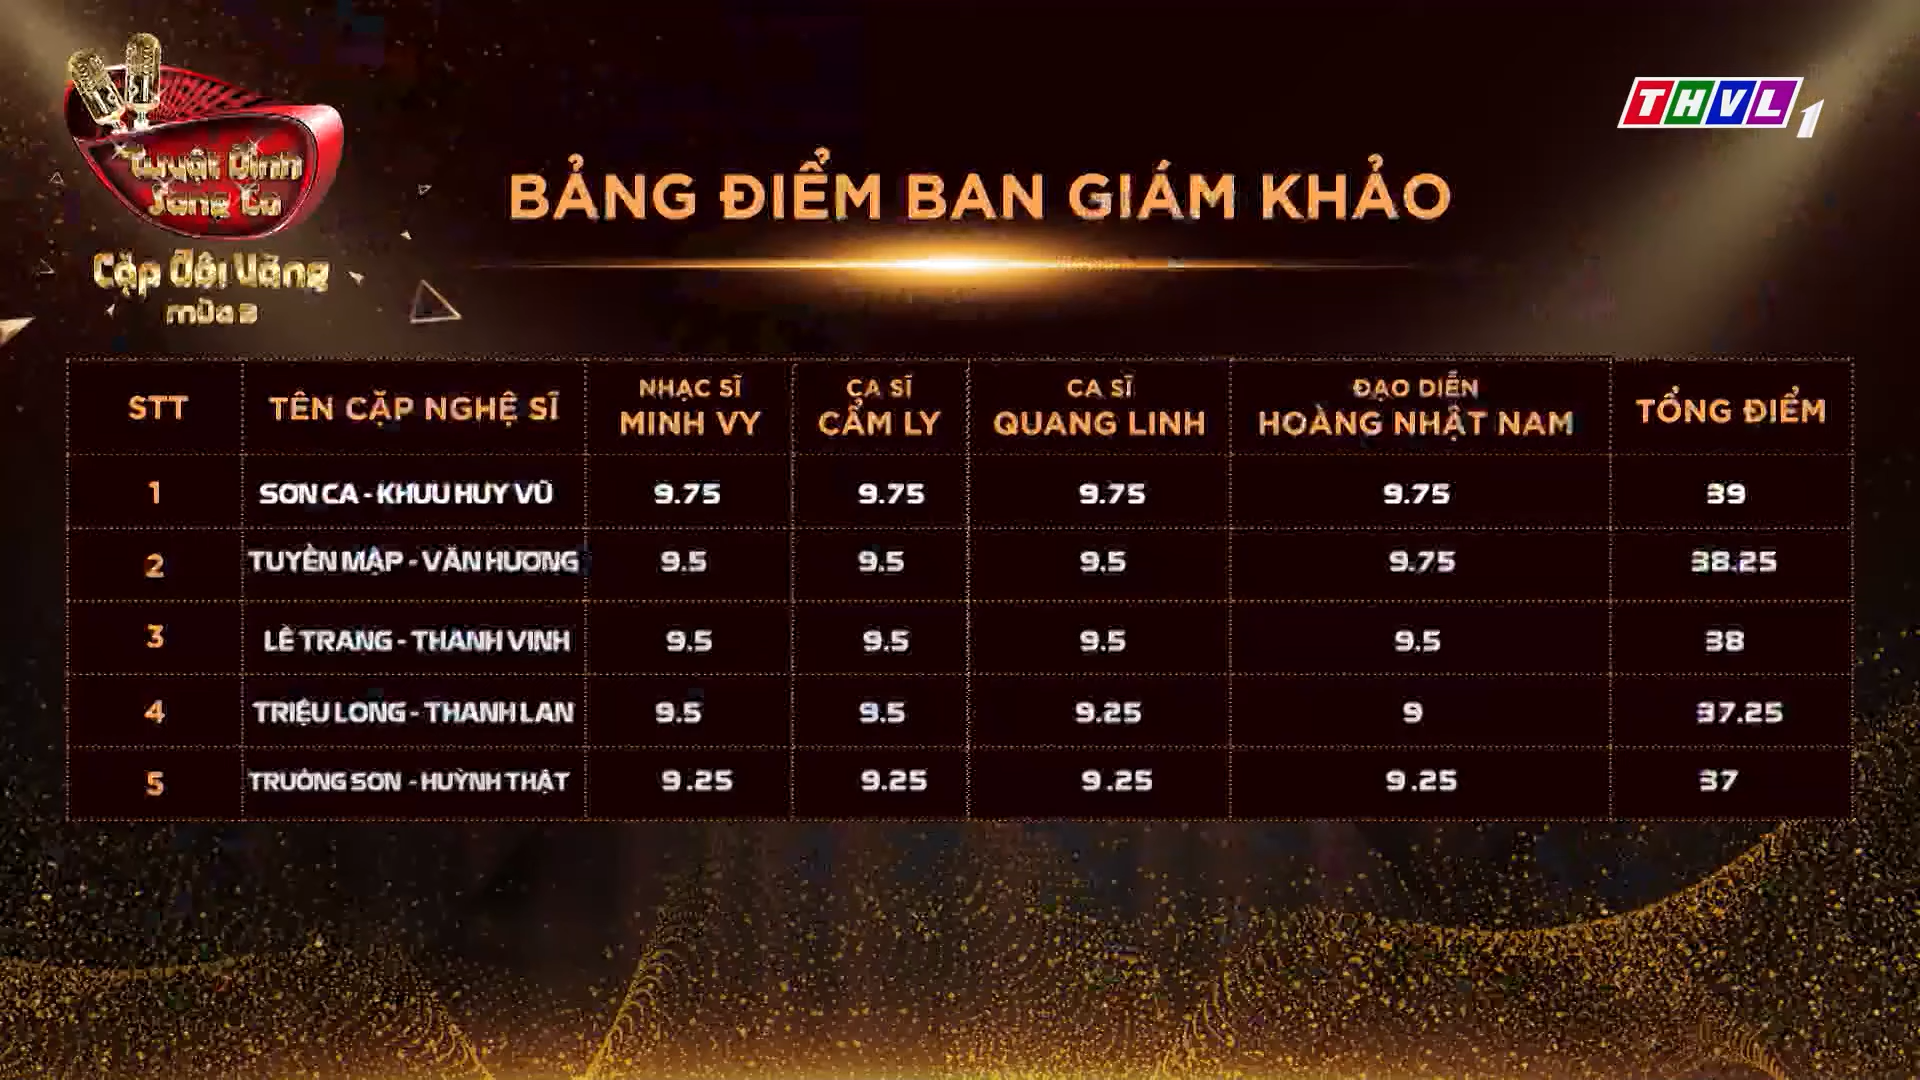 THVL 1
Tuyệt Đỉnh
Song Ca
Cặp Đôi Vàng
mùa 3
BẢNG ĐIỂM BAN GIÁM KHẢO
STT TÊN CẶP NGHỆ SĨ NHẠC SĨ MINH VY CA SĨ CẨM LY CA SĨ QUANG LINH ĐẠO DIỄN HOÀNG NHẬT NAM TỔNG ĐIỂM
1 SƠN CA - KHƯU HUY VŨ 9.75 9.75 9.75 9.75 39
2 TUYỀN MẬP - VĂN HƯƠNG 9.5 9.5 9.5 9.75 38.25
3 LÊ TRANG - THANH VINH 9.5 9.5 9.5 9.5 38
4 TRIỆU LONG - THANH LAN 9.5 9.5 9.25 9 37.25
5 TRƯỜNG SƠN - HUỲNH THẬT 9.25 9.25 9.25 9.25 37